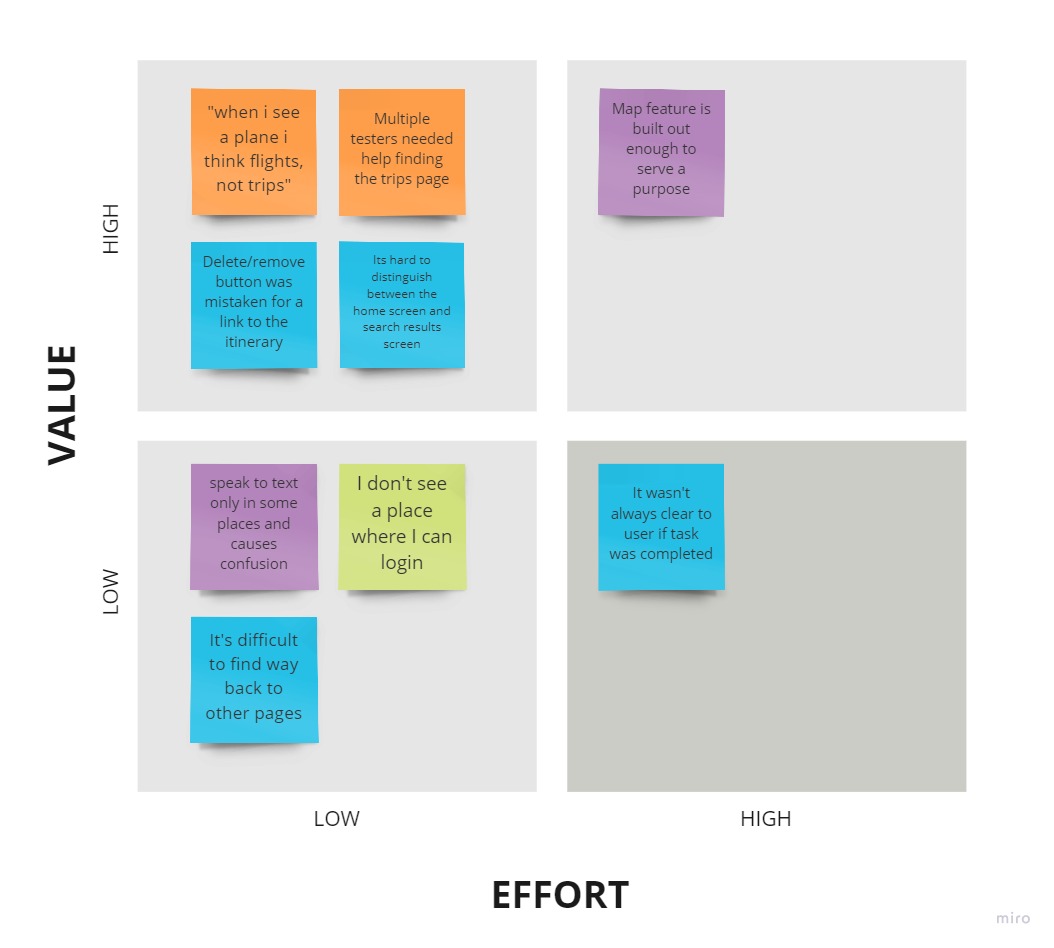 "when i see
a plane i
think flights,
not trips"
Multiple
testers needed
help finding
the trips page
Map feature is
built out
enough to
serve a
purpose
HIGH
Delete/remove
button was
mistaken for a
link to the
itinerary
Its hard to
distinguish
between the
home screen and
search results
screen
VALUE
speak to text
only in some
places and
causes
confusion
I don't see
a place
where I can
login
It wasn't
always clear to
user if task
was completed
LOW
It's difficult
to find way
back to
other pages
LOW
HIGH
EFFORT
miro